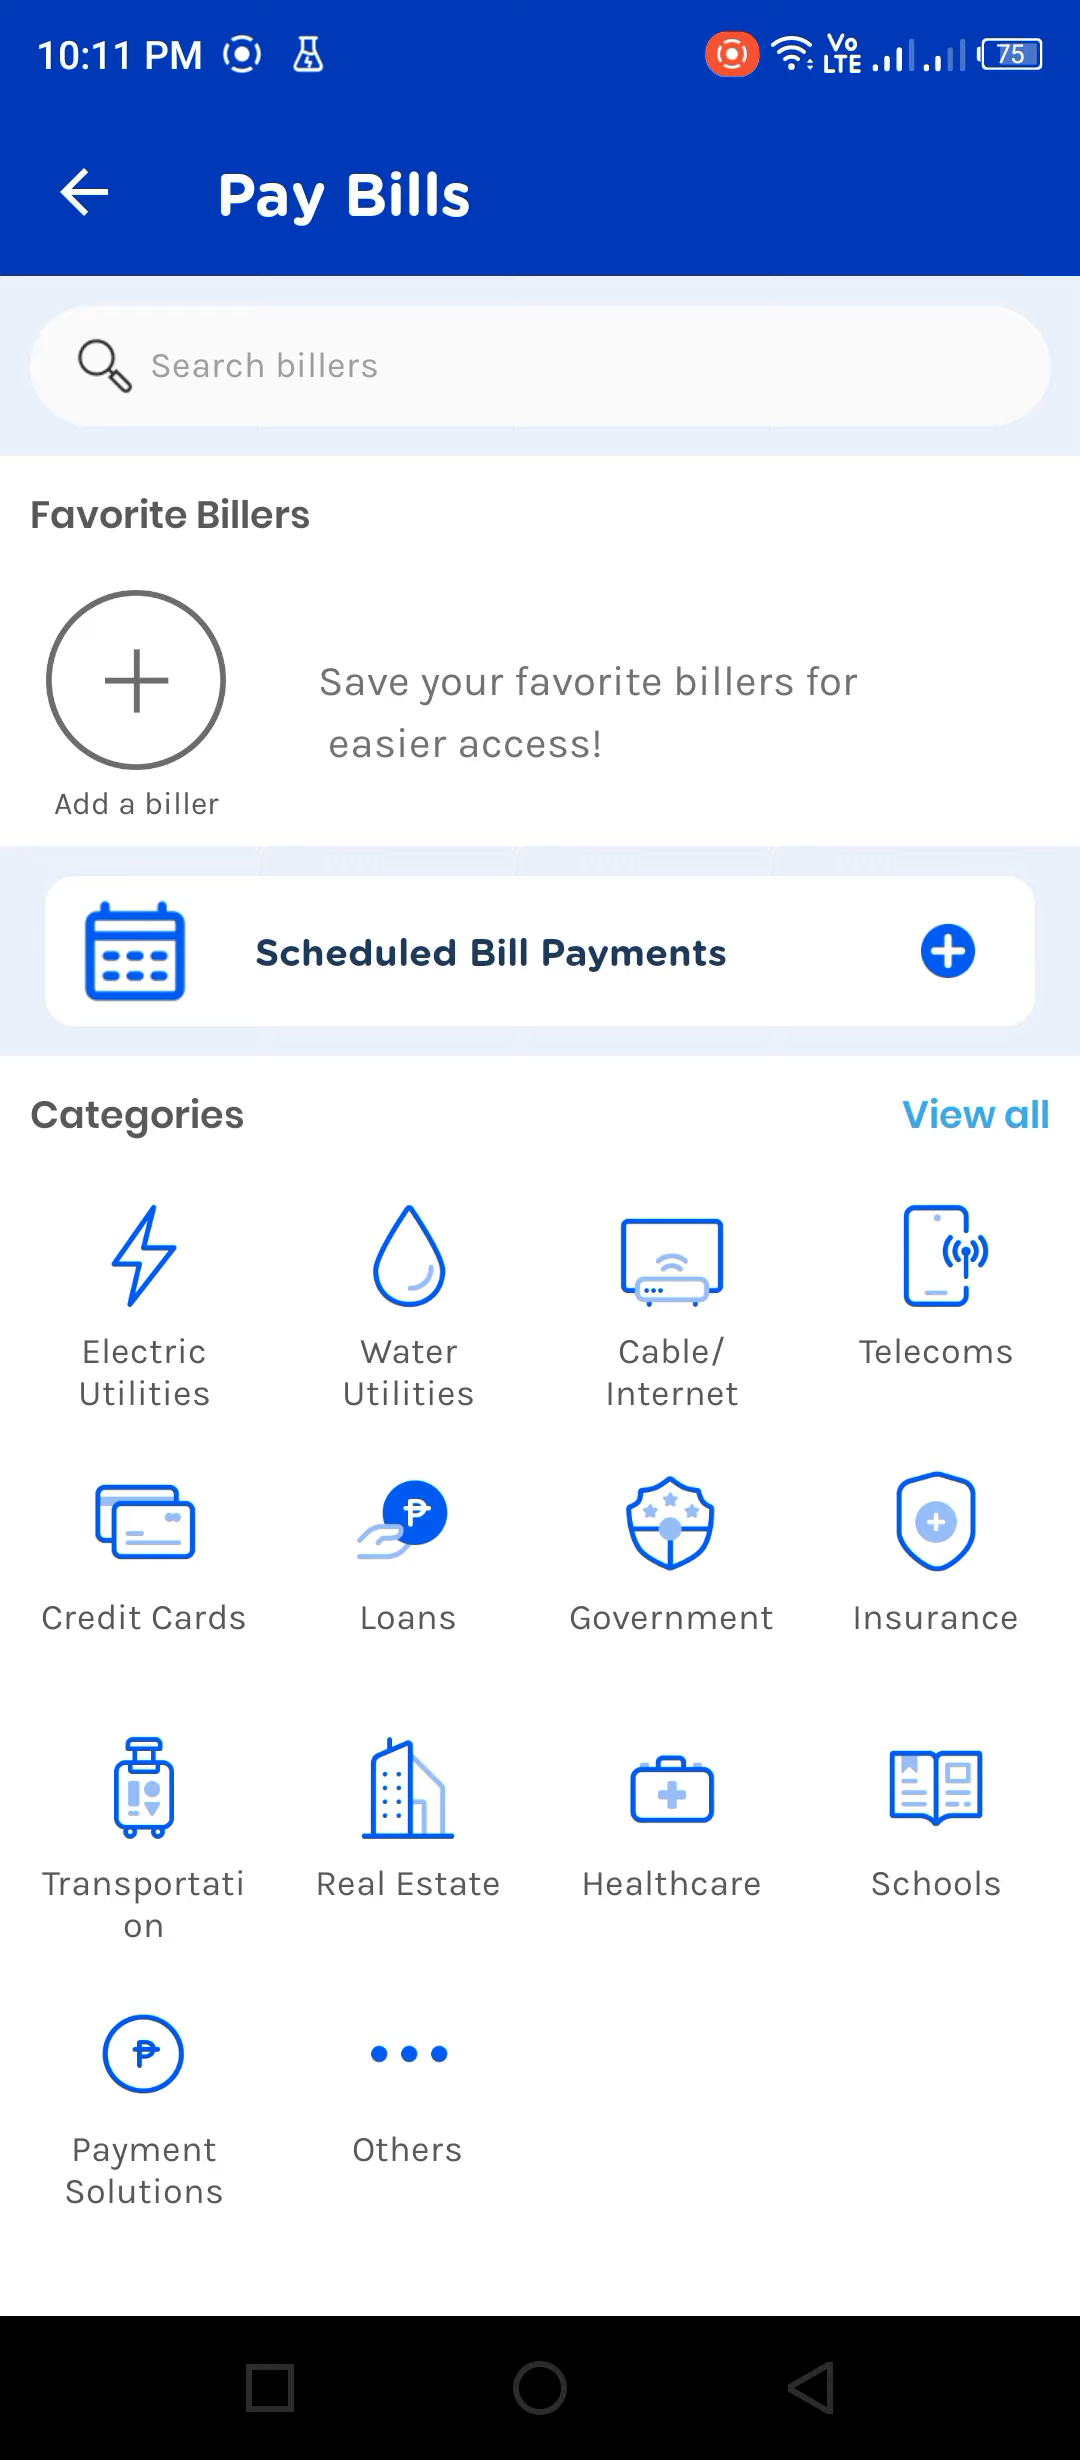 10:11 PM
Vo
LTE
75
Pay Bills
Search billers
Favorite Billers
Save your favorite billers for
easier access!
Add a biller
Scheduled Bill Payments
Categories
View all
Electric
Utilities
Water
Utilities
Cable/
Internet
Telecoms
Credit Cards
Loans
Government
Insurance
Transportati
on
Real Estate
Healthcare
Schools
Payment
Solutions
Others